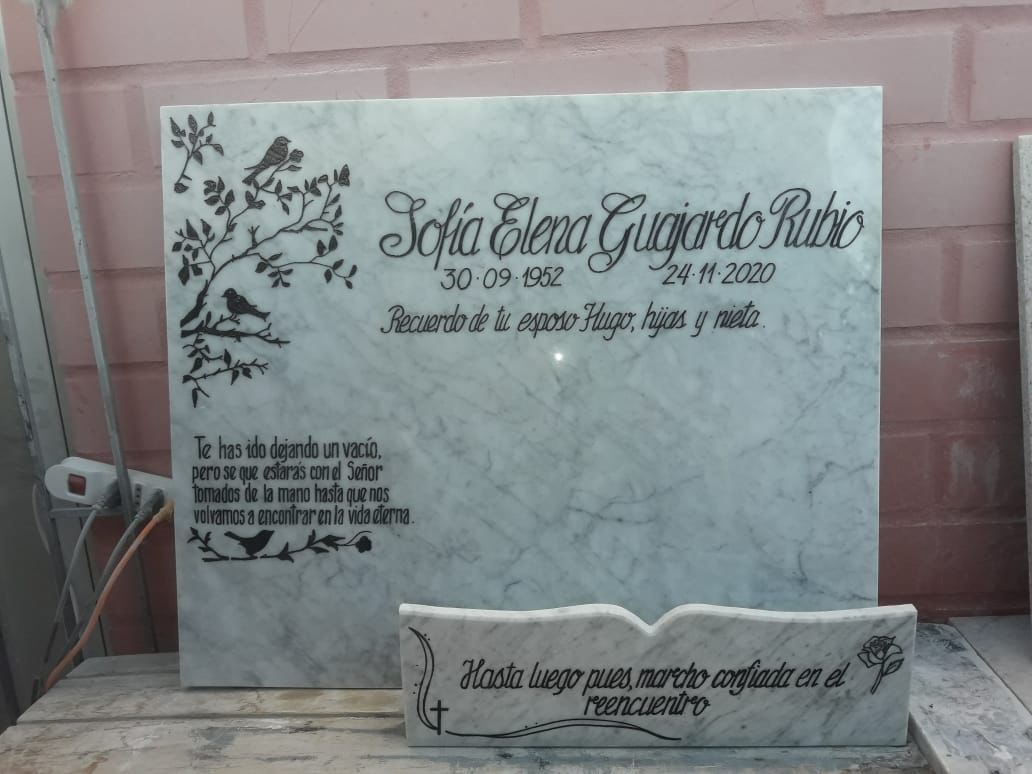 Sofía Elena Guajardo Rubio
30·09·1952 24·11·2020
Recuerdo de tu esposo Hugo, hijas y nieta.
Te has ido dejando un vacío,
pero se que estarás con el Señor
tomados de la mano hasta que nos
volvamos a encontrar en la vida eterna.
Hasta luego pues, marcho confiada en el
reencuentro